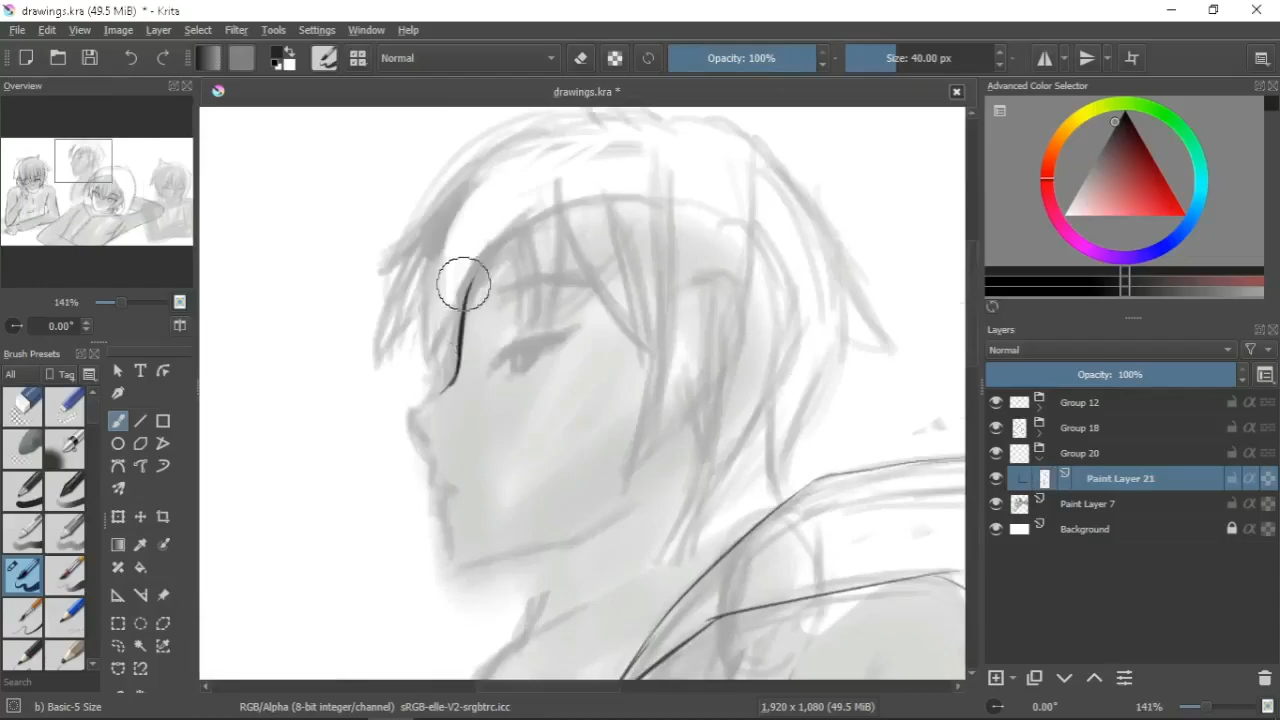 drawings.kra (49.5 MiB) * - Krita
File Edit View Image Layer Select Filter Tools Settings Window Help
Normal
Opacity: 100%
Size: 40.00 px
Overview
drawings.kra *
Advanced Color Selector
141%
0.00°
Layers
Normal
Opacity: 100%
Brush Presets
All
Tag
Group 12
Group 18
Group 20
Paint Layer 21
Paint Layer 7
Background
Search
b) Basic-5 Size
RGB/Alpha (8-bit integer/channel) sRGB-elle-V2-srgbtrc.icc
1,920 x 1,080 (49.5 MiB)
0.00°
141%